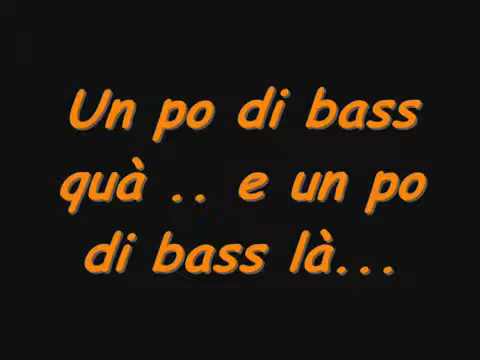 Un po di bass
quà .. e un po
di bass là...